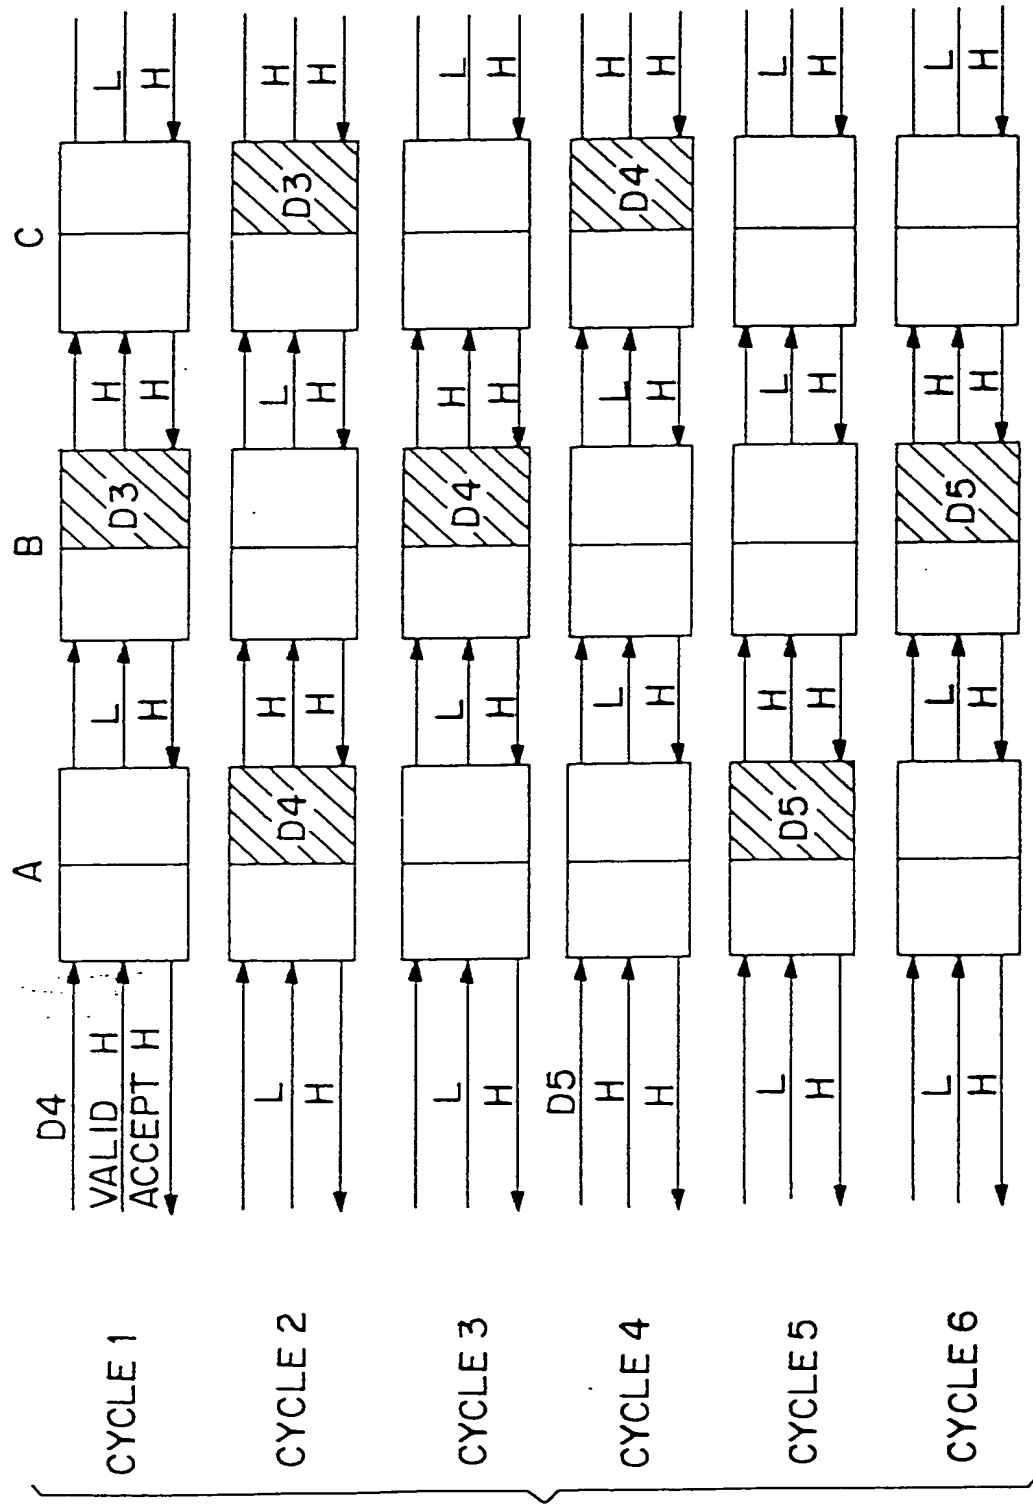 A B C
D4
VALID H L H L
CYCLE 1 D3
ACCEPT H H H H
L H L H
CYCLE 2 D4 D3
H H H H
L L H L
CYCLE 3 D4
H H H H
D5
H L L H
CYCLE 4 D4
H H H H
L H L L
CYCLE 5 D5
H H H H
L L H L
CYCLE 6 D5
H H H H